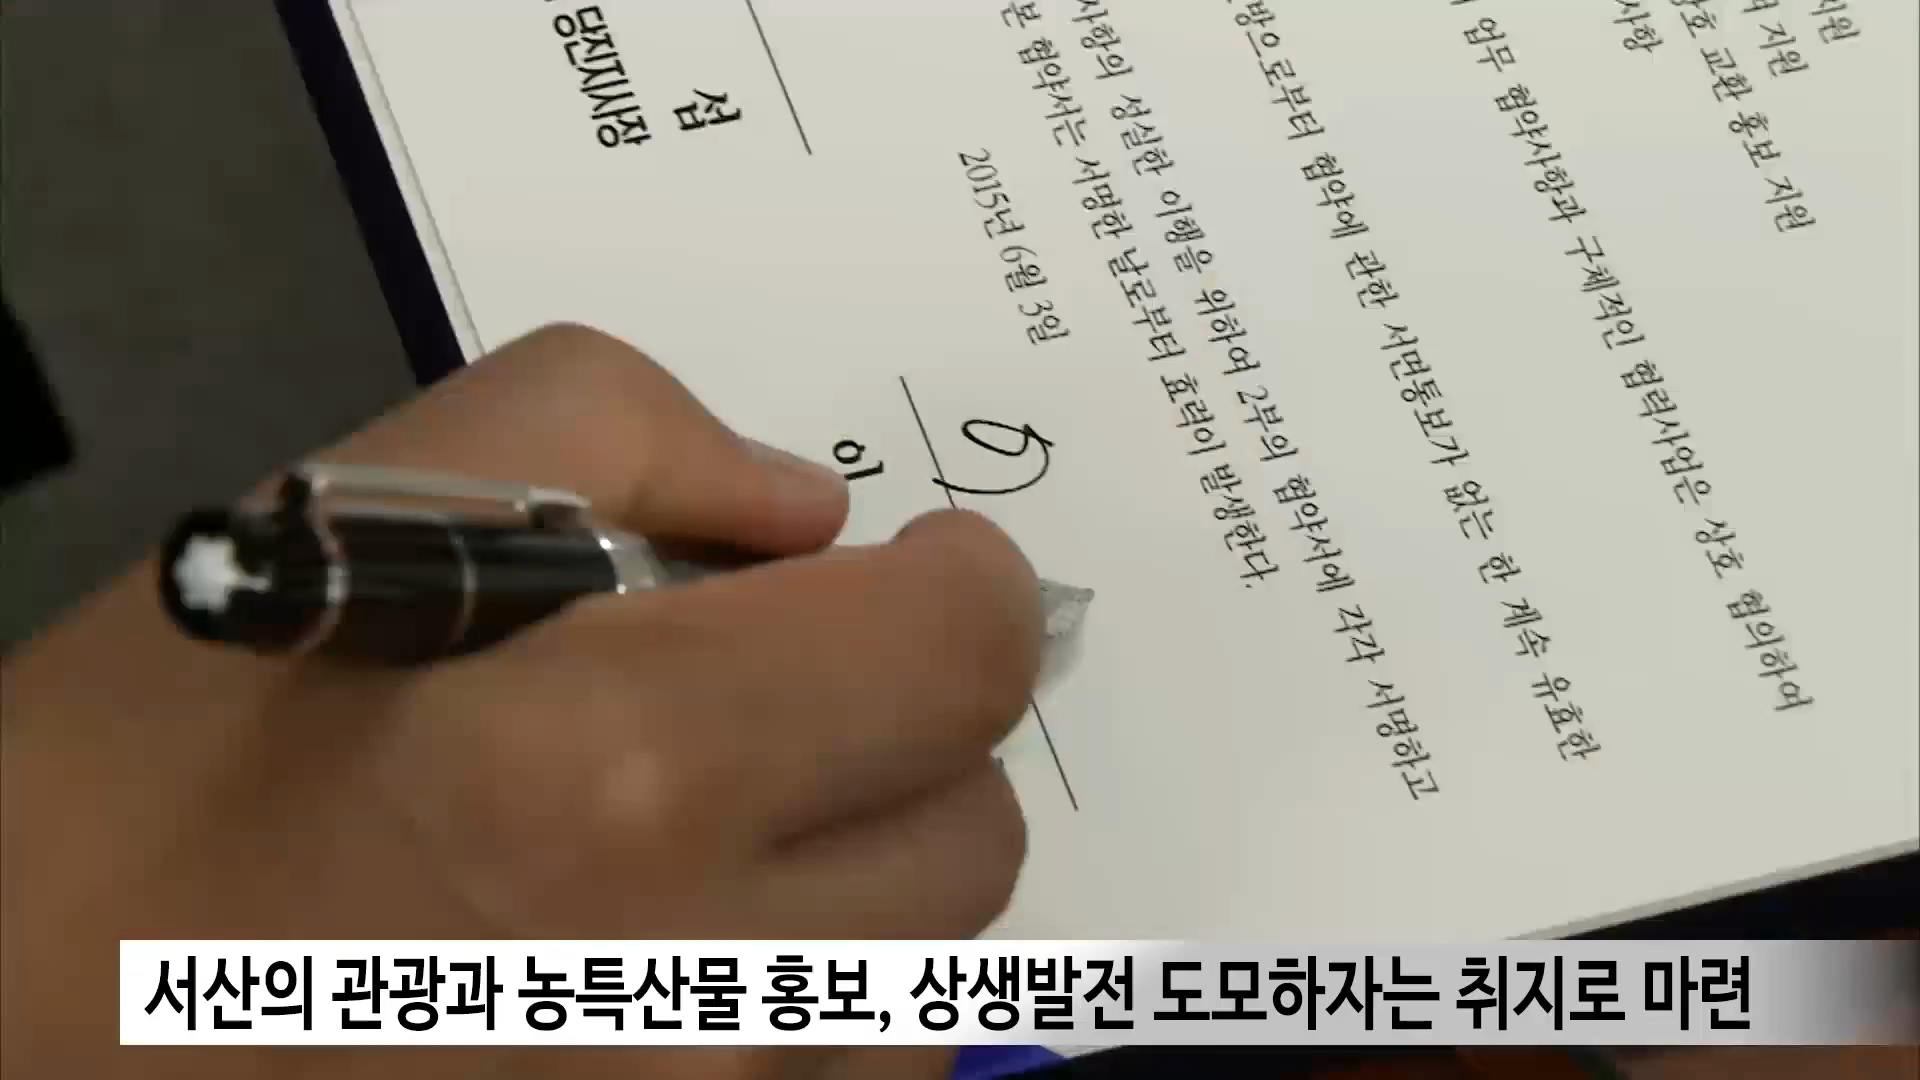 지원
여 지원
상호 교환 홍보 지원
사항
업무 협약사항과 구체적인 협력사업은 상호 협의하여
방으로부터 협약에 관한 서면통보가 없는 한 계속 유효한
사항의 성실한 이행을 위하여 2부의 협약서에 각각 서명하고
본 협약서는 서명한 날로부터 효력이 발생한다.
2015년 6월 3일
섭
이
서산의 관광과 농특산물 홍보, 상생발전 도모하자는 취지로 마련